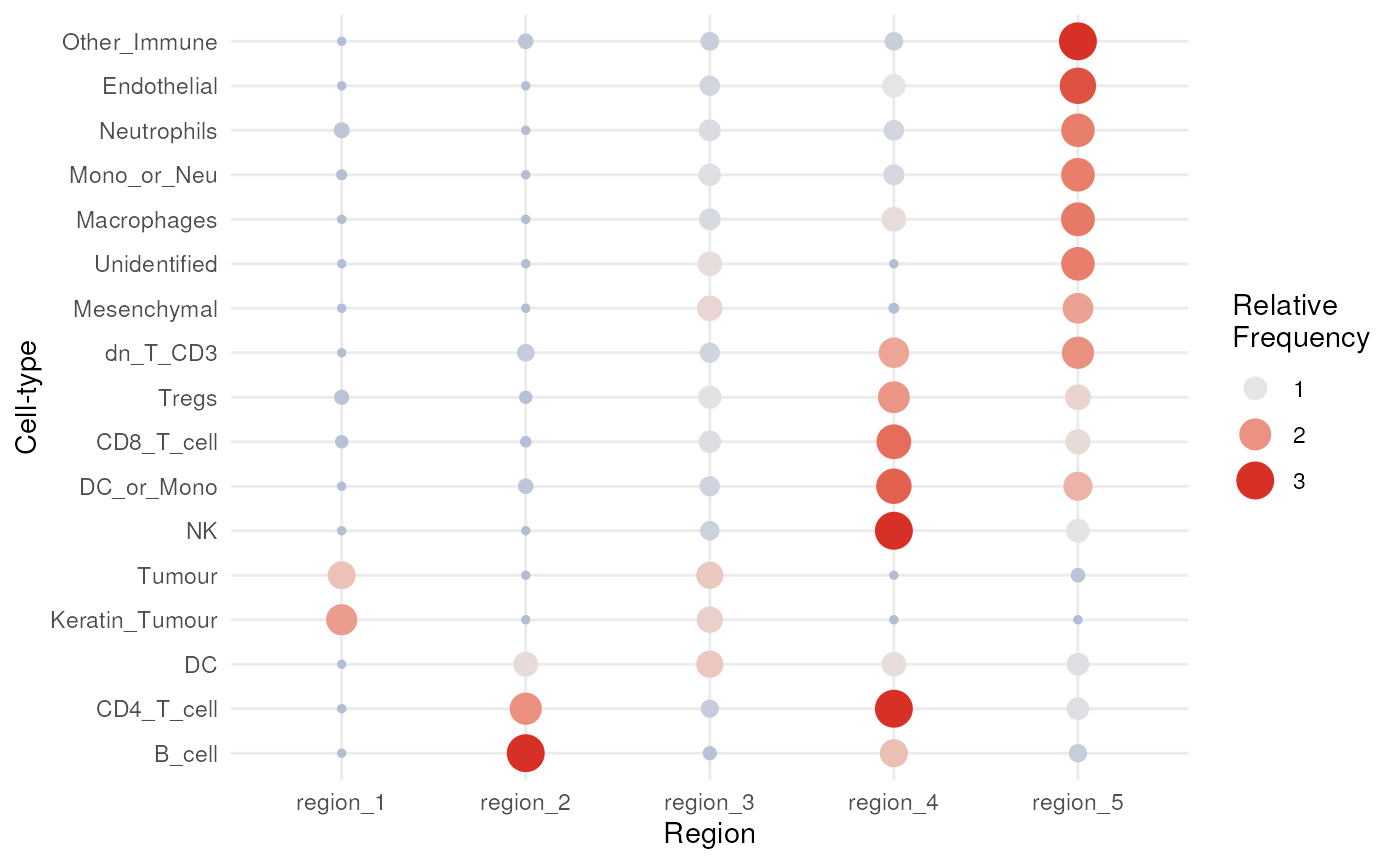 Other_Immune
Endothelial
Neutrophils
Mono_or_Neu
Macrophages
Unidentified
Mesenchymal
dn_T_CD3
Tregs
CD8_T_cell
DC_or_Mono
NK
Tumour
Keratin_Tumour
DC
CD4_T_cell
B_cell
Cell-type
region_1 region_2 region_3 region_4 region_5
Region
Relative
Frequency
1
2
3